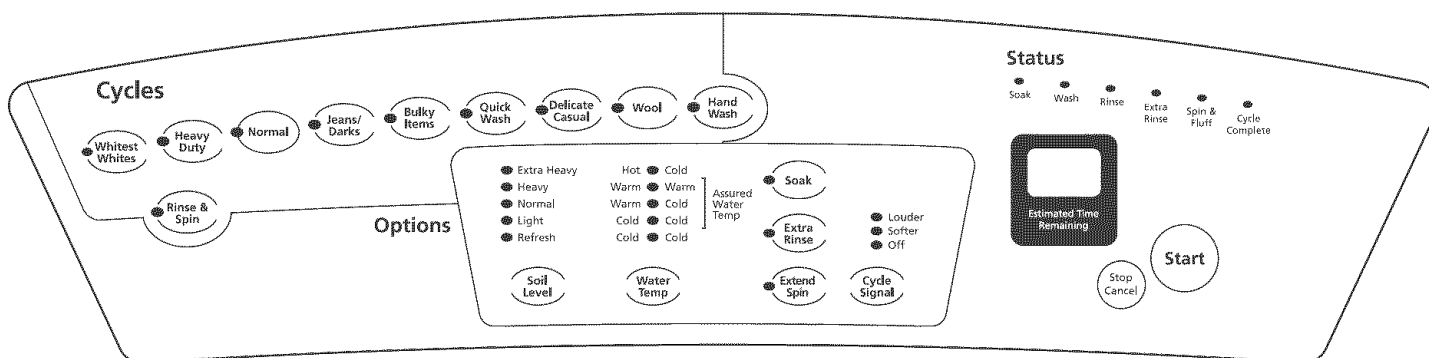 Cycles
Whitest
Whites
Heavy
Duty
Normal
Jeans/
Darks
Bulky
Items
Quick
Wash
Delicate
Casual
Wool
Hand
Wash
Rinse &
Spin
Options
Extra Heavy
Heavy
Normal
Light
Refresh
Soil
Level
Hot Cold
Warm Warm
Warm Cold
Cold Cold
Cold Cold
Assured
Water
Temp
Water
Temp
Soak
Extra
Rinse
Extend
Spin
Louder
Softer
Off
Cycle
Signal
Status
Soak
Wash
Rinse
Extra
Rinse
Spin &
Fluff
Cycle
Complete
Estimated Time
Remaining
Stop
Cancel
Start